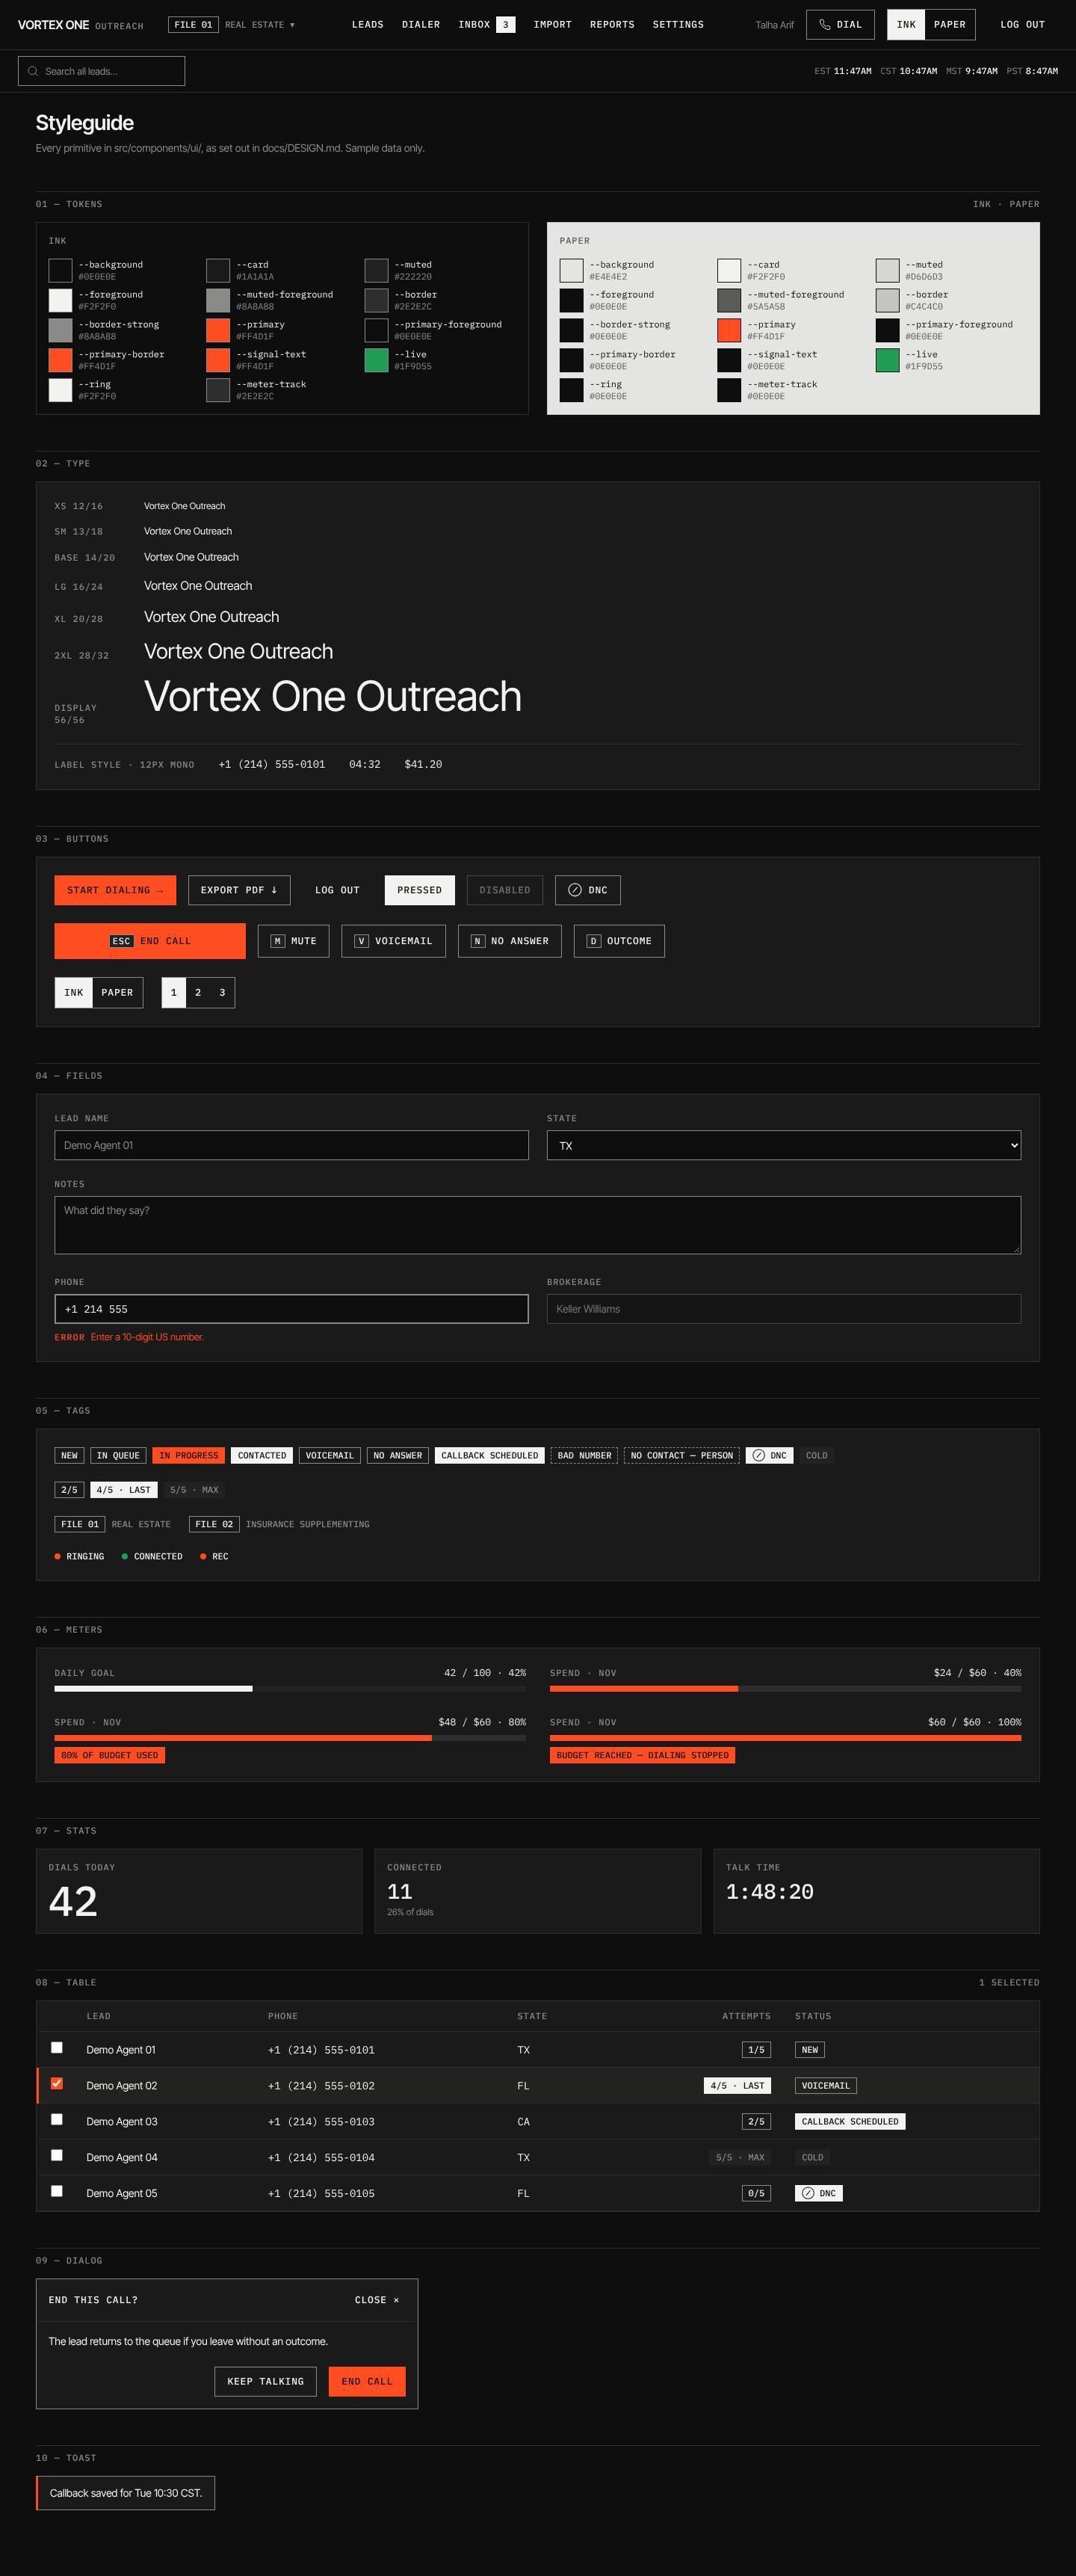 VORTEX ONE OUTREACH FILE 01 REAL ESTATE ▾ LEADS DIALER INBOX 3 IMPORT REPORTS SETTINGS Talha Arif DIAL INK PAPER LOG OUT
Search all leads... EST 11:47AM CST 10:47AM MST 9:47AM PST 8:47AM
Styleguide
Every primitive in src/components/ui/, as set out in docs/DESIGN.md. Sample data only.
01 — TOKENS INK · PAPER
INK
--background --card --muted
#0E0E0E #1A1A1A #222220
--foreground --muted-foreground --border
#F2F2F0 #8A8A88 #2E2E2C
--border-strong --primary --primary-foreground
#8A8A88 #FF4D1F #0E0E0E
--primary-border --signal-text --live
#FF4D1F #FF4D1F #1F9D55
--ring --meter-track
#F2F2F0 #2E2E2C
PAPER
--background --card --muted
#E4E4E2 #F2F2F0 #D6D6D3
--foreground --muted-foreground --border
#0E0E0E #5A5A58 #C4C4C0
--border-strong --primary --primary-foreground
#0E0E0E #FF4D1F #0E0E0E
--primary-border --signal-text --live
#0E0E0E #0E0E0E #1F9D55
--ring --meter-track
#0E0E0E #0E0E0E
02 — TYPE
XS 12/16 Vortex One Outreach
SM 13/18 Vortex One Outreach
BASE 14/20 Vortex One Outreach
LG 16/24 Vortex One Outreach
XL 20/28 Vortex One Outreach
2XL 28/32 Vortex One Outreach
DISPLAY 56/56 Vortex One Outreach
LABEL STYLE · 12PX MONO +1 (214) 555-0101 04:32 $41.20
03 — BUTTONS
START DIALING → EXPORT PDF ↓ LOG OUT PRESSED DISABLED DNC
ESC END CALL M MUTE V VOICEMAIL N NO ANSWER D OUTCOME
INK PAPER 1 2 3
04 — FIELDS
LEAD NAME STATE
Demo Agent 01 TX
NOTES
What did they say?
PHONE BROKERAGE
+1 214 555 Keller Williams
ERROR Enter a 10-digit US number.
05 — TAGS
NEW IN QUEUE IN PROGRESS CONTACTED VOICEMAIL NO ANSWER CALLBACK SCHEDULED BAD NUMBER NO CONTACT — PERSON DNC COLD
2/5 4/5 · LAST 5/5 · MAX
FILE 01 REAL ESTATE FILE 02 INSURANCE SUPPLEMENTING
RINGING CONNECTED REC
06 — METERS
DAILY GOAL 42 / 100 · 42% SPEND · NOV $24 / $60 · 40%
SPEND · NOV $48 / $60 · 80% SPEND · NOV $60 / $60 · 100%
80% OF BUDGET USED BUDGET REACHED — DIALING STOPPED
07 — STATS
DIALS TODAY CONNECTED TALK TIME
42 11 1:48:20
26% of dials
08 — TABLE 1 SELECTED
LEAD PHONE STATE ATTEMPTS STATUS
Demo Agent 01 +1 (214) 555-0101 TX 1/5 NEW
Demo Agent 02 +1 (214) 555-0102 FL 4/5 · LAST VOICEMAIL
Demo Agent 03 +1 (214) 555-0103 CA 2/5 CALLBACK SCHEDULED
Demo Agent 04 +1 (214) 555-0104 TX 5/5 · MAX COLD
Demo Agent 05 +1 (214) 555-0105 FL 0/5 DNC
09 — DIALOG
END THIS CALL? CLOSE ×
The lead returns to the queue if you leave without an outcome.
KEEP TALKING END CALL
10 — TOAST
Callback saved for Tue 10:30 CST.